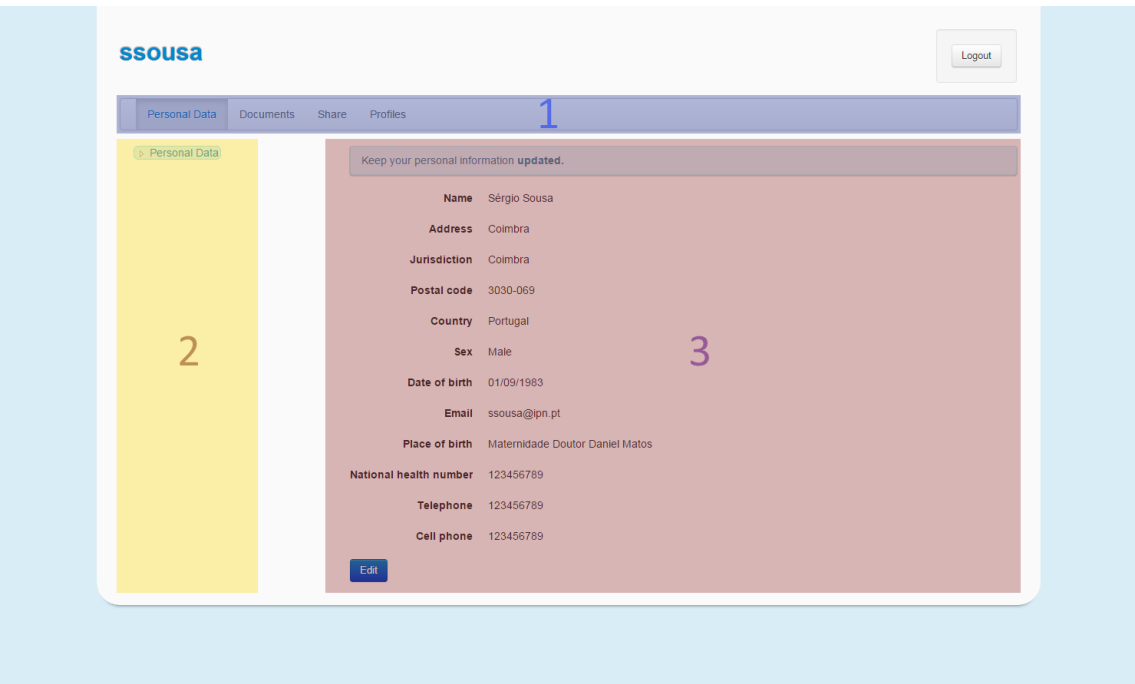 ssousa
Logout
Personal Data Documents Share Profiles 1
Personal Data
Keep your personal information updated.
Name Sérgio Sousa
Address Coimbra
Jurisdiction Coimbra
Postal code 3030-069
Country Portugal
2
3
Sex Male
Date of birth 01/09/1983
Email ssousa@ipn.pt
Place of birth Maternidade Doutor Daniel Matos
National health number 123456789
Telephone 123456789
Cell phone 123456789
Edit